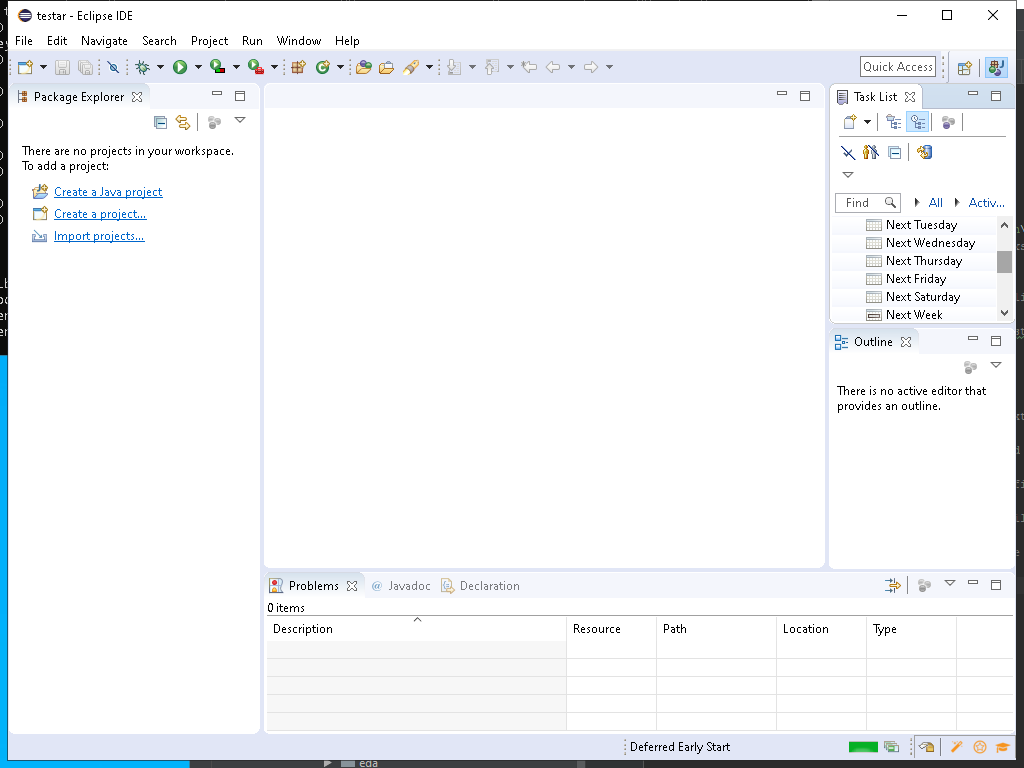 testar - Eclipse IDE
File Edit Navigate Search Project Run Window Help
Quick Access
Package Explorer
There are no projects in your workspace.
To add a project:
Create a Java project
Create a project...
Import projects...
Task List
Find
All
Activ...
Next Tuesday
Next Wednesday
Next Thursday
Next Friday
Next Saturday
Next Week
Outline
There is no active editor that
provides an outline.
Problems @ Javadoc Declaration
0 items
Description Resource Path Location Type
Deferred Early Start
eda